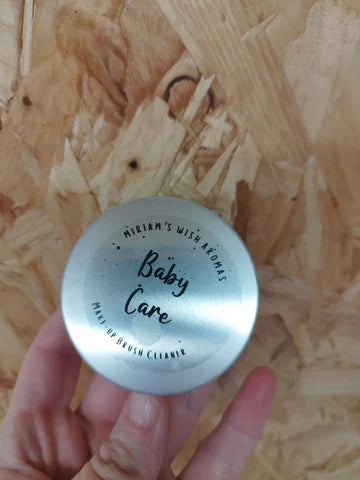 MIRIAM'S WISH AROMAS
Baby
Care
MAKE-UP BRUSH CLEANER